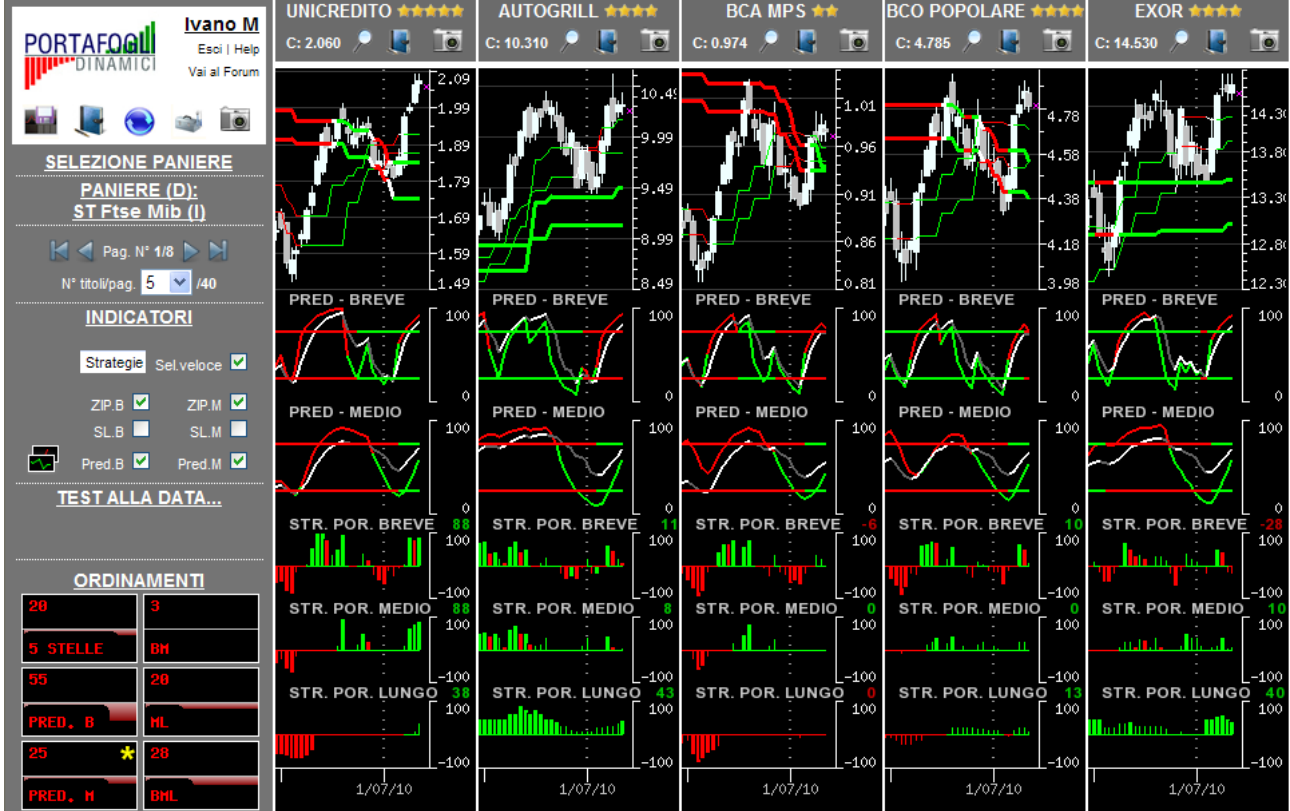 PORTAFOGLI
DINAMICI
Ivano M
Esci | Help
Vai al Forum
SELEZIONE PANIERE
PANIERE (D):
ST Ftse Mib (I)
Pag. N° 1/8
N° titoli/pag. 5 /40
INDICATORI
Strategie Sel.veloce
ZIP.B ZIP.M
SL.B SL.M
Pred.B Pred.M
TEST ALLA DATA...
ORDINAMENTI
20
5 STELLE
3
BM
55
PRED. B
20
ML
25 *
PRED. M
28
BML
UNICREDITO
C: 2.060
2.09
1.99
1.89
1.79
1.69
1.59
1.49
PRED - BREVE
100
0
PRED - MEDIO
100
0
STR. POR. BREVE 88
100
-100
STR. POR. MEDIO 88
100
-100
STR. POR. LUNGO 38
100
-100
1/07/10
AUTOGRILL
C: 10.310
9.99
9.49
8.99
8.49
PRED - BREVE
100
0
PRED - MEDIO
100
0
STR. POR. BREVE 11
100
-100
STR. POR. MEDIO 8
100
-100
STR. POR. LUNGO 43
100
-100
1/07/10
BCA MPS
C: 0.974
1.01
0.96
0.91
0.86
0.81
PRED - BREVE
100
0
PRED - MEDIO
100
0
STR. POR. BREVE -6
100
-100
STR. POR. MEDIO 0
100
-100
STR. POR. LUNGO 0
100
-100
1/07/10
BCO POPOLARE
C: 4.785
4.78
4.58
4.38
4.18
3.98
PRED - BREVE
100
0
PRED - MEDIO
100
0
STR. POR. BREVE 10
100
-100
STR. POR. MEDIO 0
100
-100
STR. POR. LUNGO 13
100
-100
1/07/10
EXOR
C: 14.530
14.30
13.80
13.30
12.80
12.30
PRED - BREVE
100
0
PRED - MEDIO
100
0
STR. POR. BREVE -28
100
-100
STR. POR. MEDIO 10
100
-100
STR. POR. LUNGO 40
100
-100
1/07/10